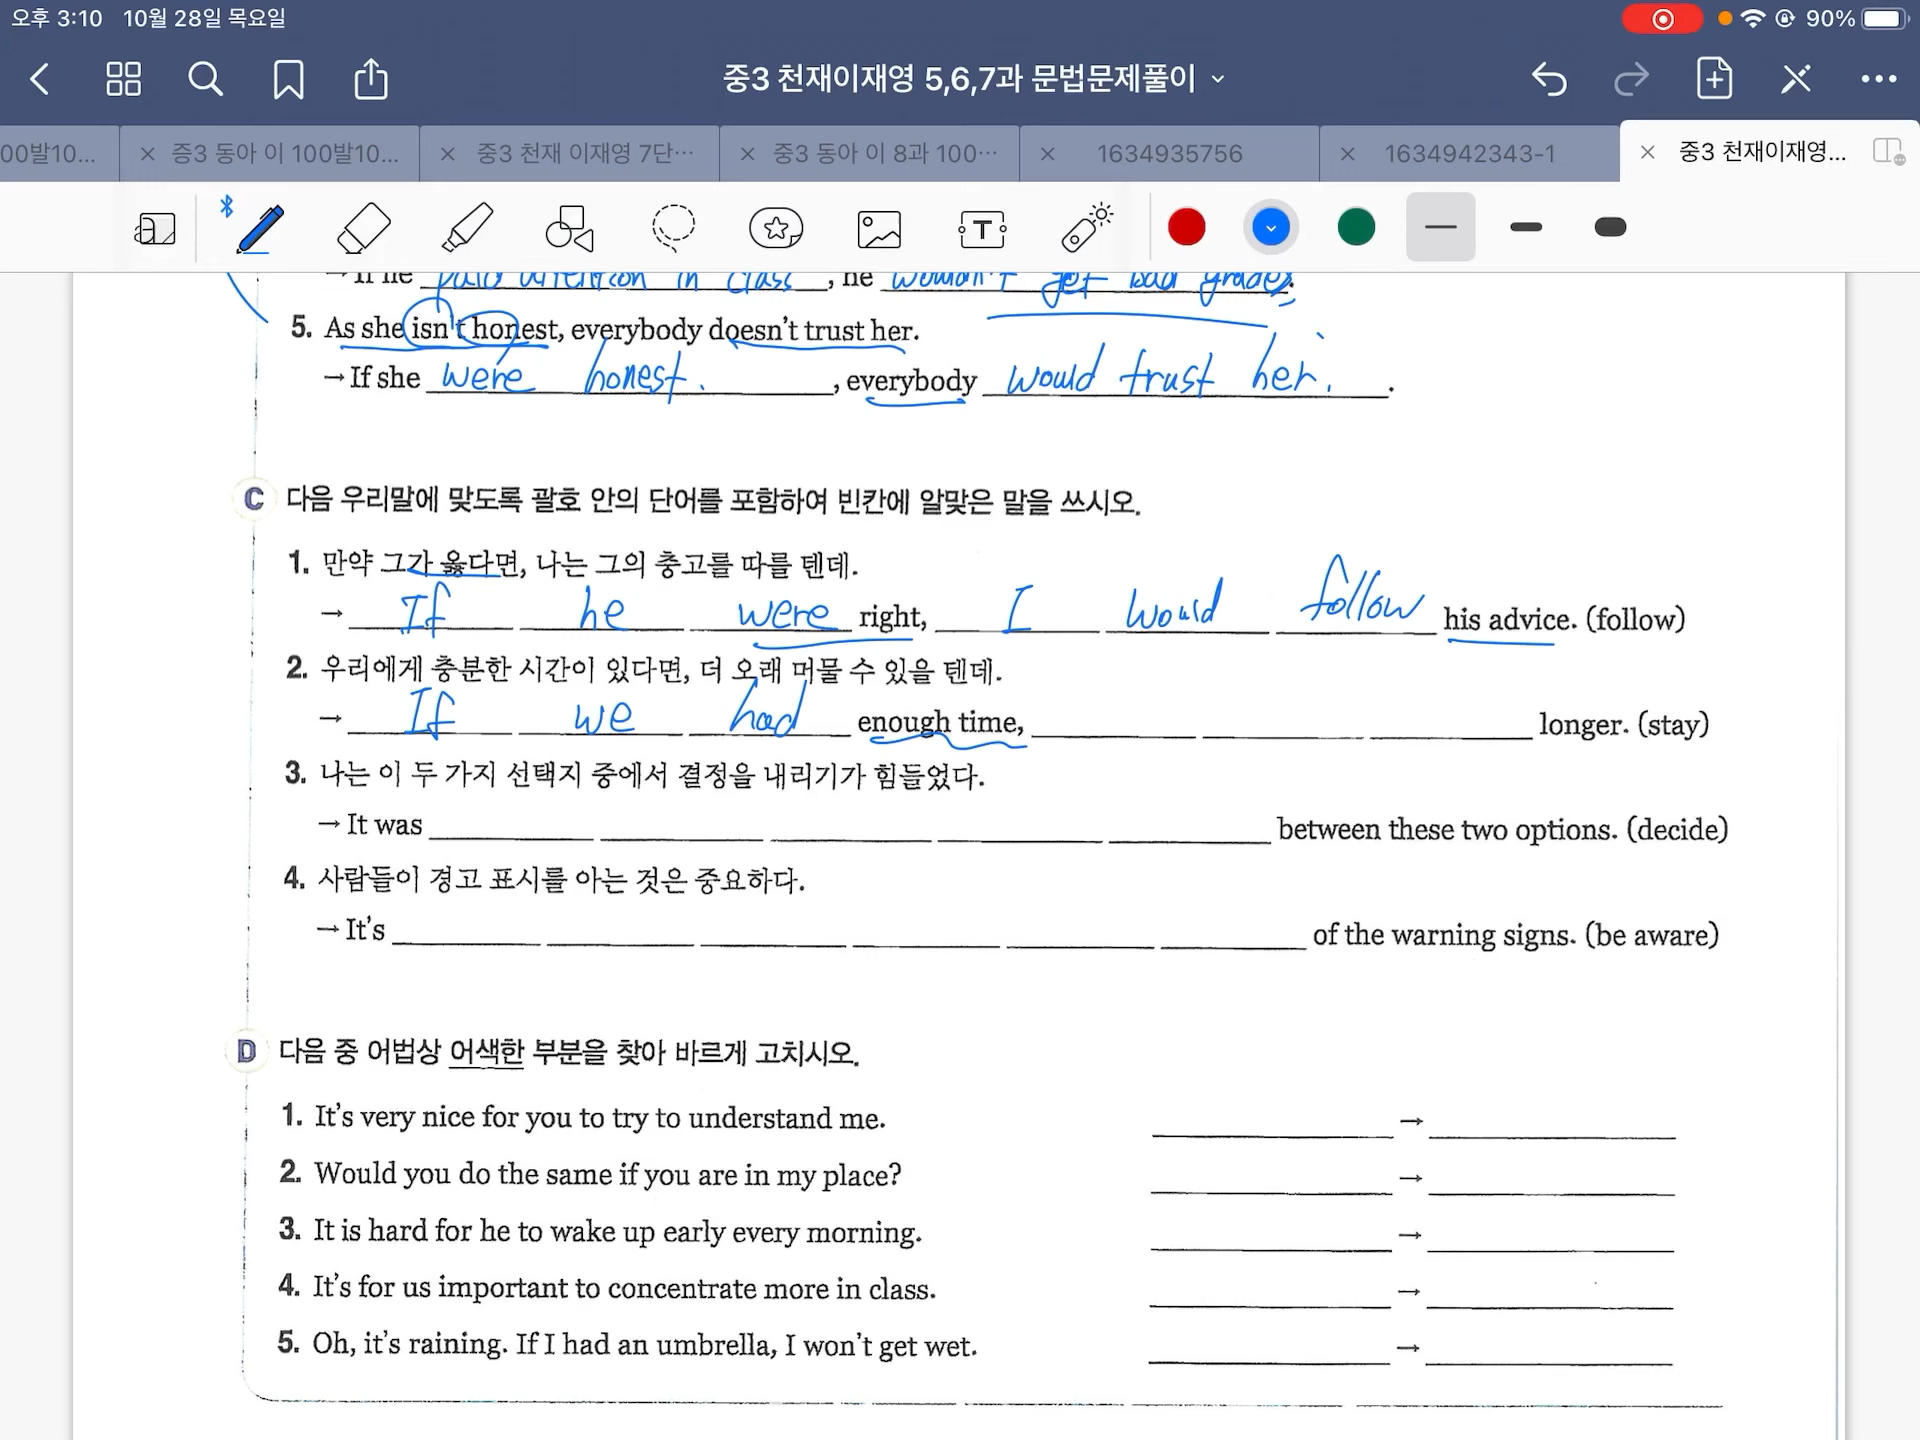 오후 3:10 10월 28일 목요일 90%
중3 천재이재영 5,6,7과 문법문제풀이
00발10... × 증3 동아 이 100발10... × 중3 천재 이재영 7단… × 중3 동아 이 8과 100… × 1634935756 × 1634942343-1 × 중3 천재이재영...
→ If he paid attention in class, he wouldn't get bad grades.
5. As she isn't honest, everybody doesn't trust her.
→ If she were honest. , everybody would trust her. .
C 다음 우리말에 맞도록 괄호 안의 단어를 포함하여 빈칸에 알맞은 말을 쓰시오.
1. 만약 그가 옳다면, 나는 그의 충고를 따를 텐데.
→ If he were right, I would follow his advice. (follow)
2. 우리에게 충분한 시간이 있다면, 더 오래 머물 수 있을 텐데.
→ If we had enough time, longer. (stay)
3. 나는 이 두 가지 선택지 중에서 결정을 내리기가 힘들었다.
→ It was between these two options. (decide)
4. 사람들이 경고 표시를 아는 것은 중요하다.
→ It's of the warning signs. (be aware)
D 다음 중 어법상 어색한 부분을 찾아 바르게 고치시오.
1. It's very nice for you to try to understand me. →
2. Would you do the same if you are in my place? →
3. It is hard for he to wake up early every morning. →
4. It's for us important to concentrate more in class. →
5. Oh, it's raining. If I had an umbrella, I won't get wet. →